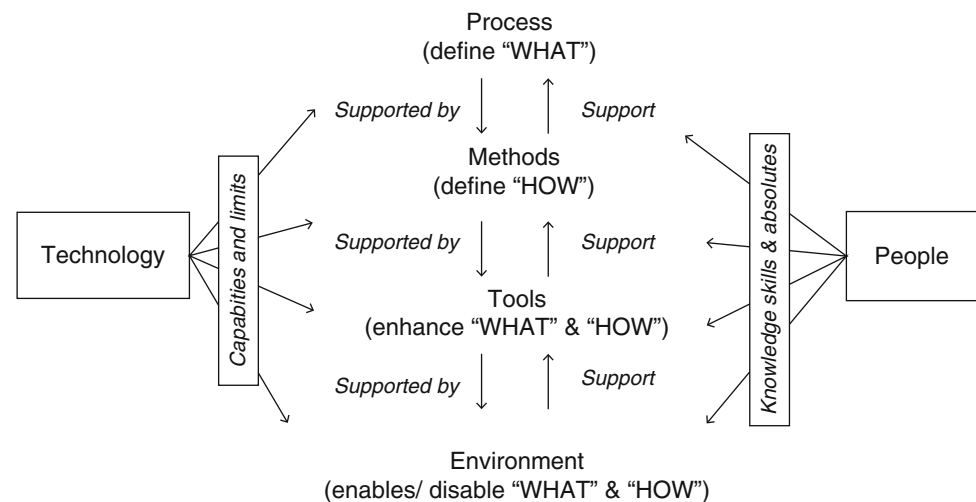 Process
(define “WHAT”)
Supported by
Support
Methods
(define “HOW”)
Capabities and limits
Knowledge skills & absolutes
Technology
People
Supported by
Support
Tools
(enhance “WHAT” & “HOW”)
Supported by
Support
Environment
(enables/ disable “WHAT” & “HOW”)